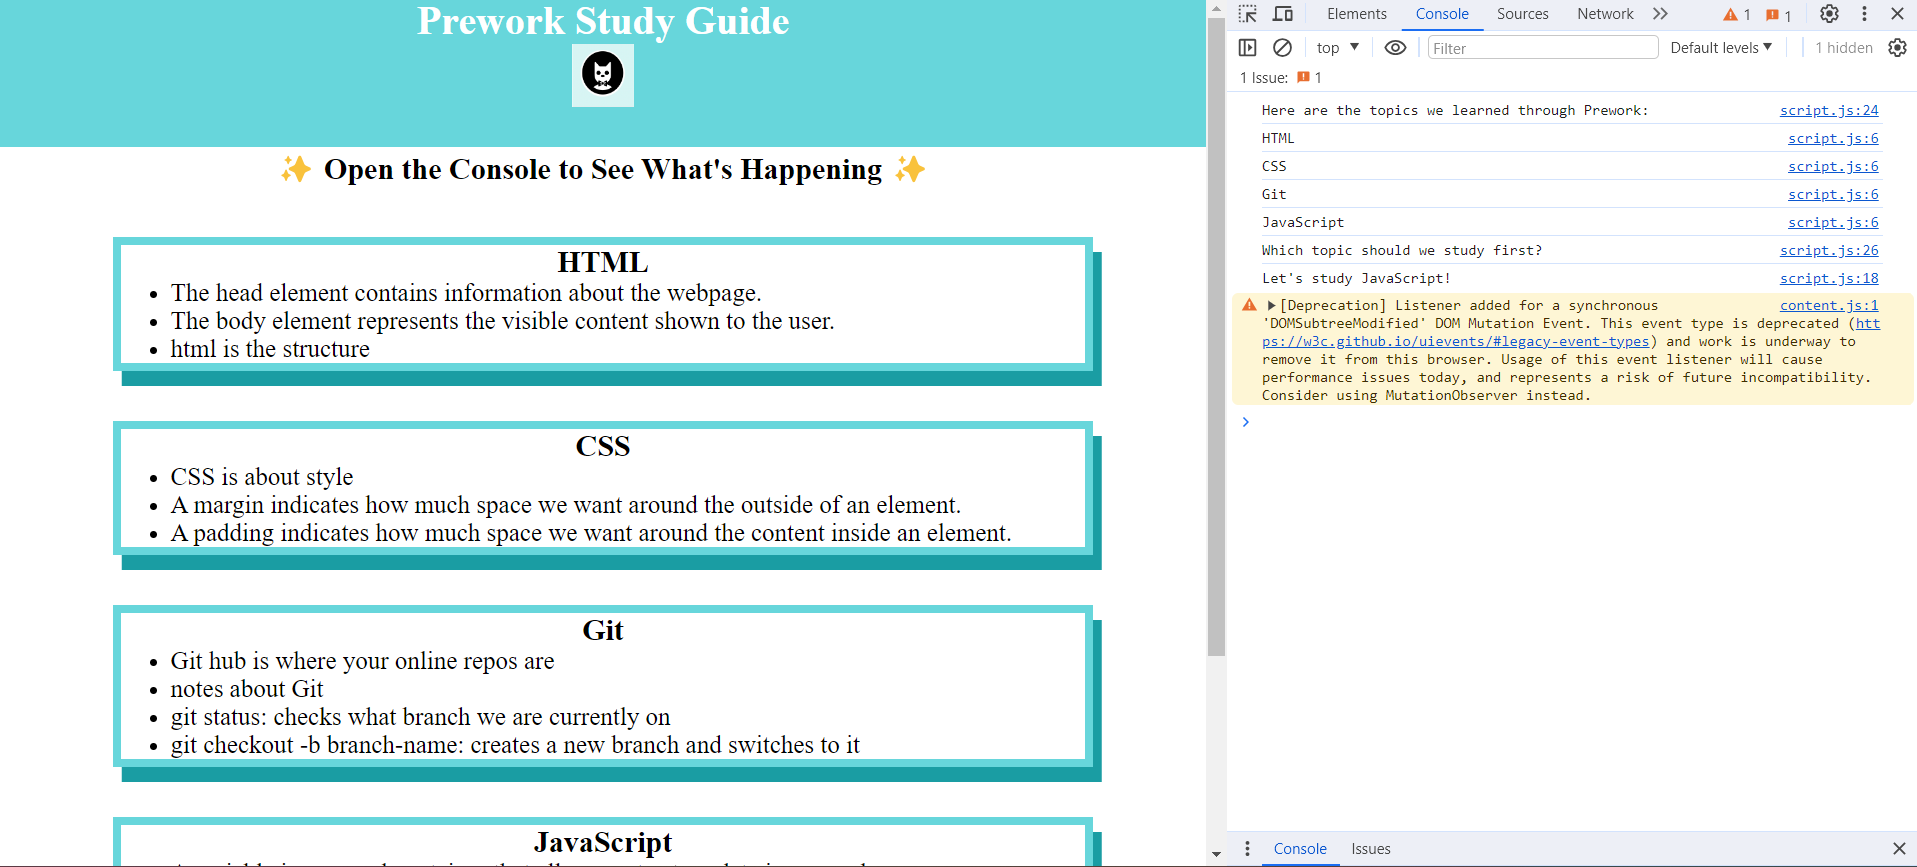 Prework Study Guide
✨ Open the Console to See What's Happening ✨
HTML
• The head element contains information about the webpage.
• The body element represents the visible content shown to the user.
• html is the structure
CSS
• CSS is about style
• A margin indicates how much space we want around the outside of an element.
• A padding indicates how much space we want around the content inside an element.
Git
• Git hub is where your online repos are
• notes about Git
• git status: checks what branch we are currently on
• git checkout -b branch-name: creates a new branch and switches to it
JavaScript
Elements Console Sources Network 1 1
top Filter Default levels 1 hidden
1 Issue: 1
Here are the topics we learned through Prework: script.js:24
HTML script.js:6
CSS script.js:6
Git script.js:6
JavaScript script.js:6
Which topic should we study first? script.js:26
Let's study JavaScript! script.js:18
[Deprecation] Listener added for a synchronous content.js:1
'DOMSubtreeModified' DOM Mutation Event. This event type is deprecated (htt
ps://w3c.github.io/uievents/#legacy-event-types) and work is underway to
remove it from this browser. Usage of this event listener will cause
performance issues today, and represents a risk of future incompatibility.
Consider using MutationObserver instead.
Console Issues